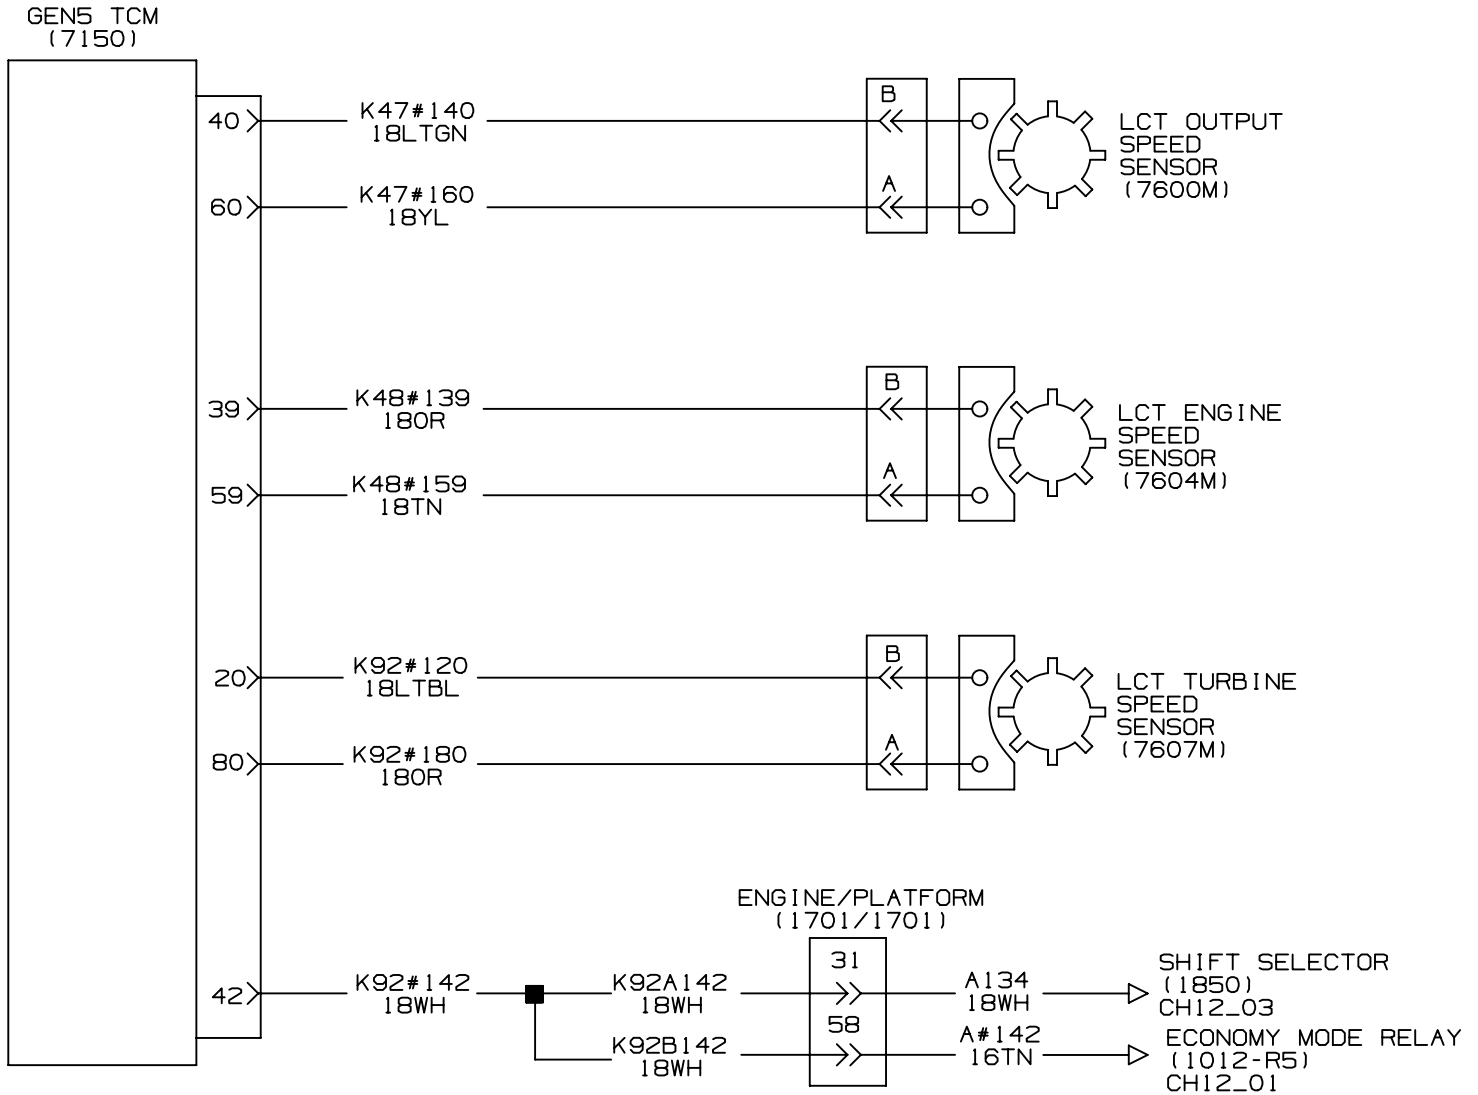 GEN5 TCM
(7150)
40
K47#140
18LTGN
B
LCT OUTPUT
SPEED
SENSOR
(7600M)
60
K47#160
18YL
A
39
K48#139
18OR
B
LCT ENGINE
SPEED
SENSOR
(7604M)
59
K48#159
18TN
A
20
K92#120
18LTBL
B
LCT TURBINE
SPEED
SENSOR
(7607M)
80
K92#180
18OR
A
ENGINE/PLATFORM
(1701/1701)
42
K92#142
18WH
K92A142
18WH
31
A134
18WH
SHIFT SELECTOR
(1850)
CH12_03
K92B142
18WH
58
A#142
16TN
ECONOMY MODE RELAY
(1012-R5)
CH12_01